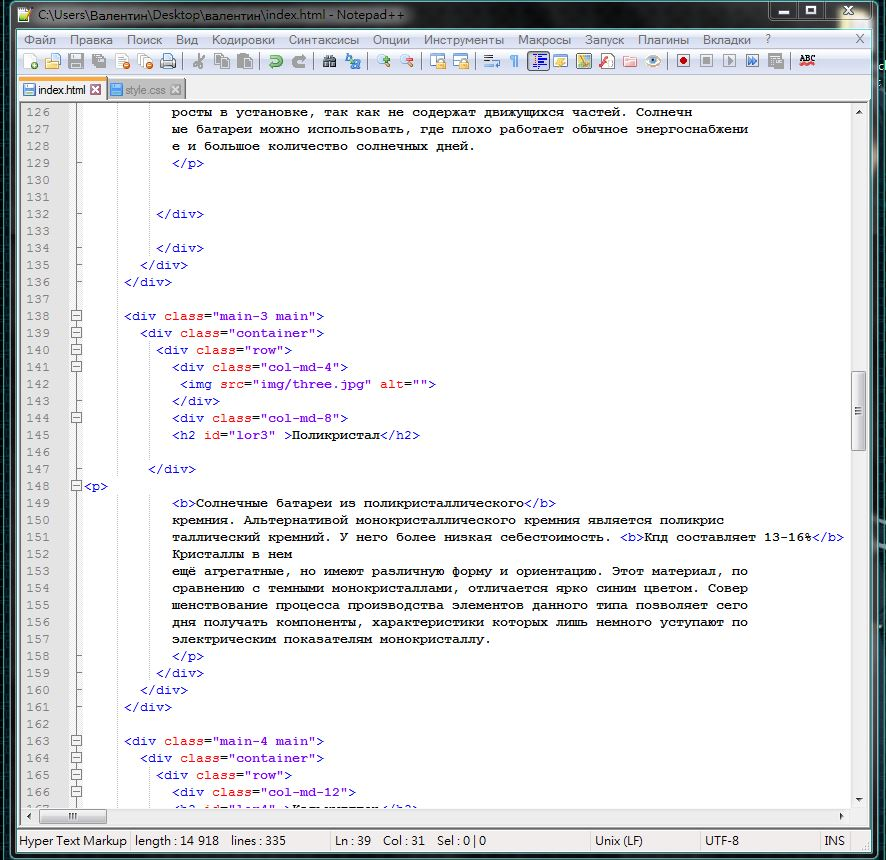 C:\Users\Валентин\Desktop\валентин\index.html - Notepad++
Файл Правка Поиск Вид Кодировки Синтаксисы Опции Инструменты Макросы Запуск Плагины Вкладки ? X
ABC
index.html style.css
126 росты в установке, так как не содержат движущихся частей. Солнечн
127 ые батареи можно использовать, где плохо работает обычное энергоснабжени
128 е и большое количество солнечных дней.
129 </p>
130
131
132 </div>
133
134 </div>
135 </div>
136 </div>
137
138 <div class="main-3 main">
139 <div class="container">
140 <div class="row">
141 <div class="col-md-4">
142 <img src="img/three.jpg" alt="">
143 </div>
144 <div class="col-md-8">
145 <h2 id="lor3" >Поликристал</h2>
146
147 </div>
148 <p>
149 <b>Солнечные батареи из поликристаллического</b>
150 кремния. Альтернативой монокристаллического кремния является поликрис
151 таллический кремний. У него более низкая себестоимость. <b>Кпд составляет 13-16%</b>
152 Кристаллы в нем
153 ещё агрегатные, но имеют различную форму и ориентацию. Этот материал, по
154 сравнению с темными монокристаллами, отличается ярко синим цветом. Совер
155 шенствование процесса производства элементов данного типа позволяет сего
156 дня получать компоненты, характеристики которых лишь немного уступают по
157 электрическим показателям монокристаллу.
158 </p>
159 </div>
160 </div>
161 </div>
162
163 <div class="main-4 main">
164 <div class="container">
165 <div class="row">
166 <div class="col-md-12">
Hyper Text Markup length : 14 918 lines : 335 Ln : 39 Col : 31 Sel : 0 | 0 Unix (LF) UTF-8 INS